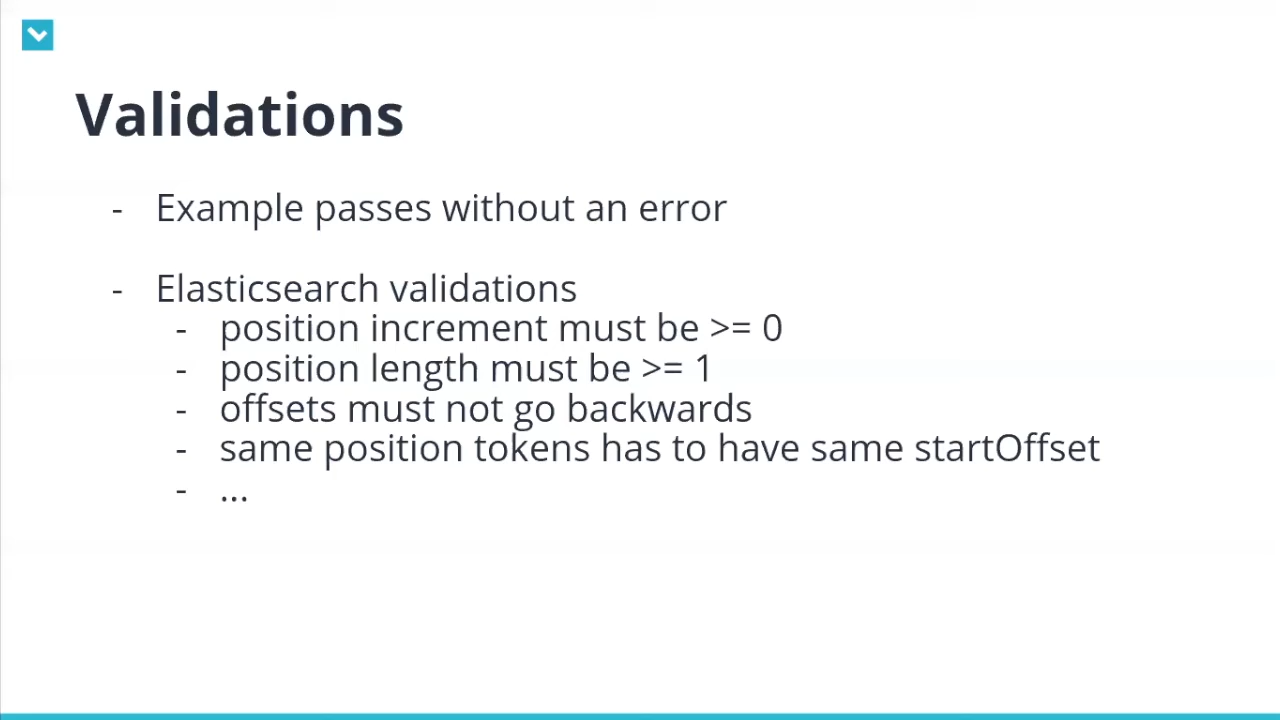 Validations
- Example passes without an error
- Elasticsearch validations
- position increment must be >= 0
- position length must be >= 1
- offsets must not go backwards
- same position tokens has to have same startOffset
- ...